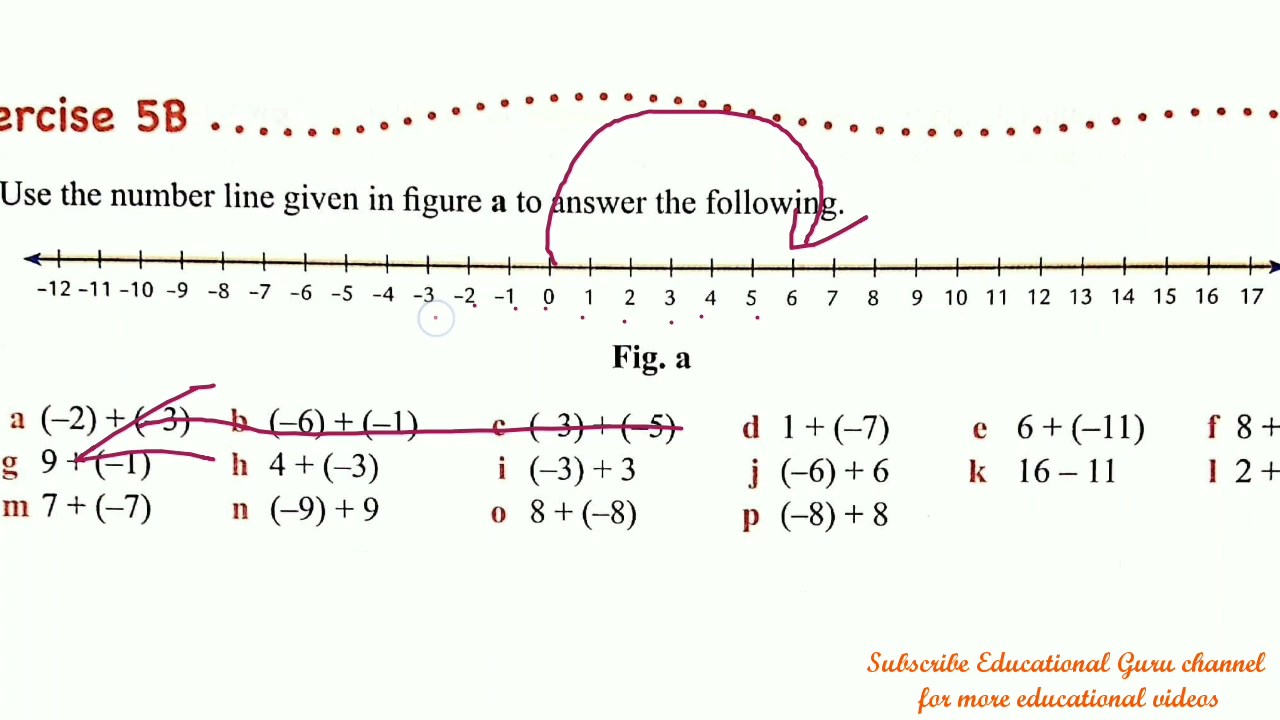 ercise 5B
Use the number line given in figure a to answer the following.
-12 -11 -10 -9 -8 -7 -6 -5 -4 -3 -2 -1 0 1 2 3 4 5 6 7 8 9 10 11 12 13 14 15 16 17
Fig. a
a (–2) + (–3) b (–6) + (–1) c (–3) + (–5) d 1 + (–7) e 6 + (–11) f 8 +
g 9 + (–1) h 4 + (–3) i (–3) + 3 j (–6) + 6 k 16 – 11 l 2 +
m 7 + (–7) n (–9) + 9 o 8 + (–8) p (–8) + 8
Subscribe Educational Guru channel
for more educational videos